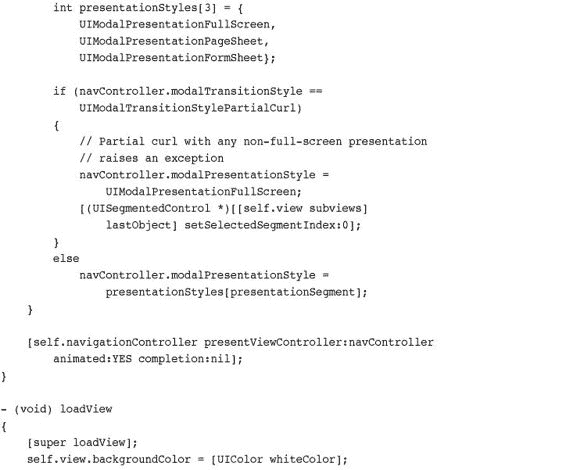 int presentationStyles[3] = {
UIModalPresentationFullScreen,
UIModalPresentationPageSheet,
UIModalPresentationFormSheet};
if (navController.modalTransitionStyle ==
UIModalTransitionStylePartialCurl)
{
// Partial curl with any non-full-screen presentation
// raises an exception
navController.modalPresentationStyle =
UIModalPresentationFullScreen;
[(UISegmentedControl *)[[self.view subviews]
lastObject] setSelectedSegmentIndex:0];
}
else
navController.modalPresentationStyle =
presentationStyles[presentationSegment];
}
[self.navigationController presentViewController:navController
animated:YES completion:nil];
}
- (void) loadView
{
[super loadView];
self.view.backgroundColor = [UIColor whiteColor];